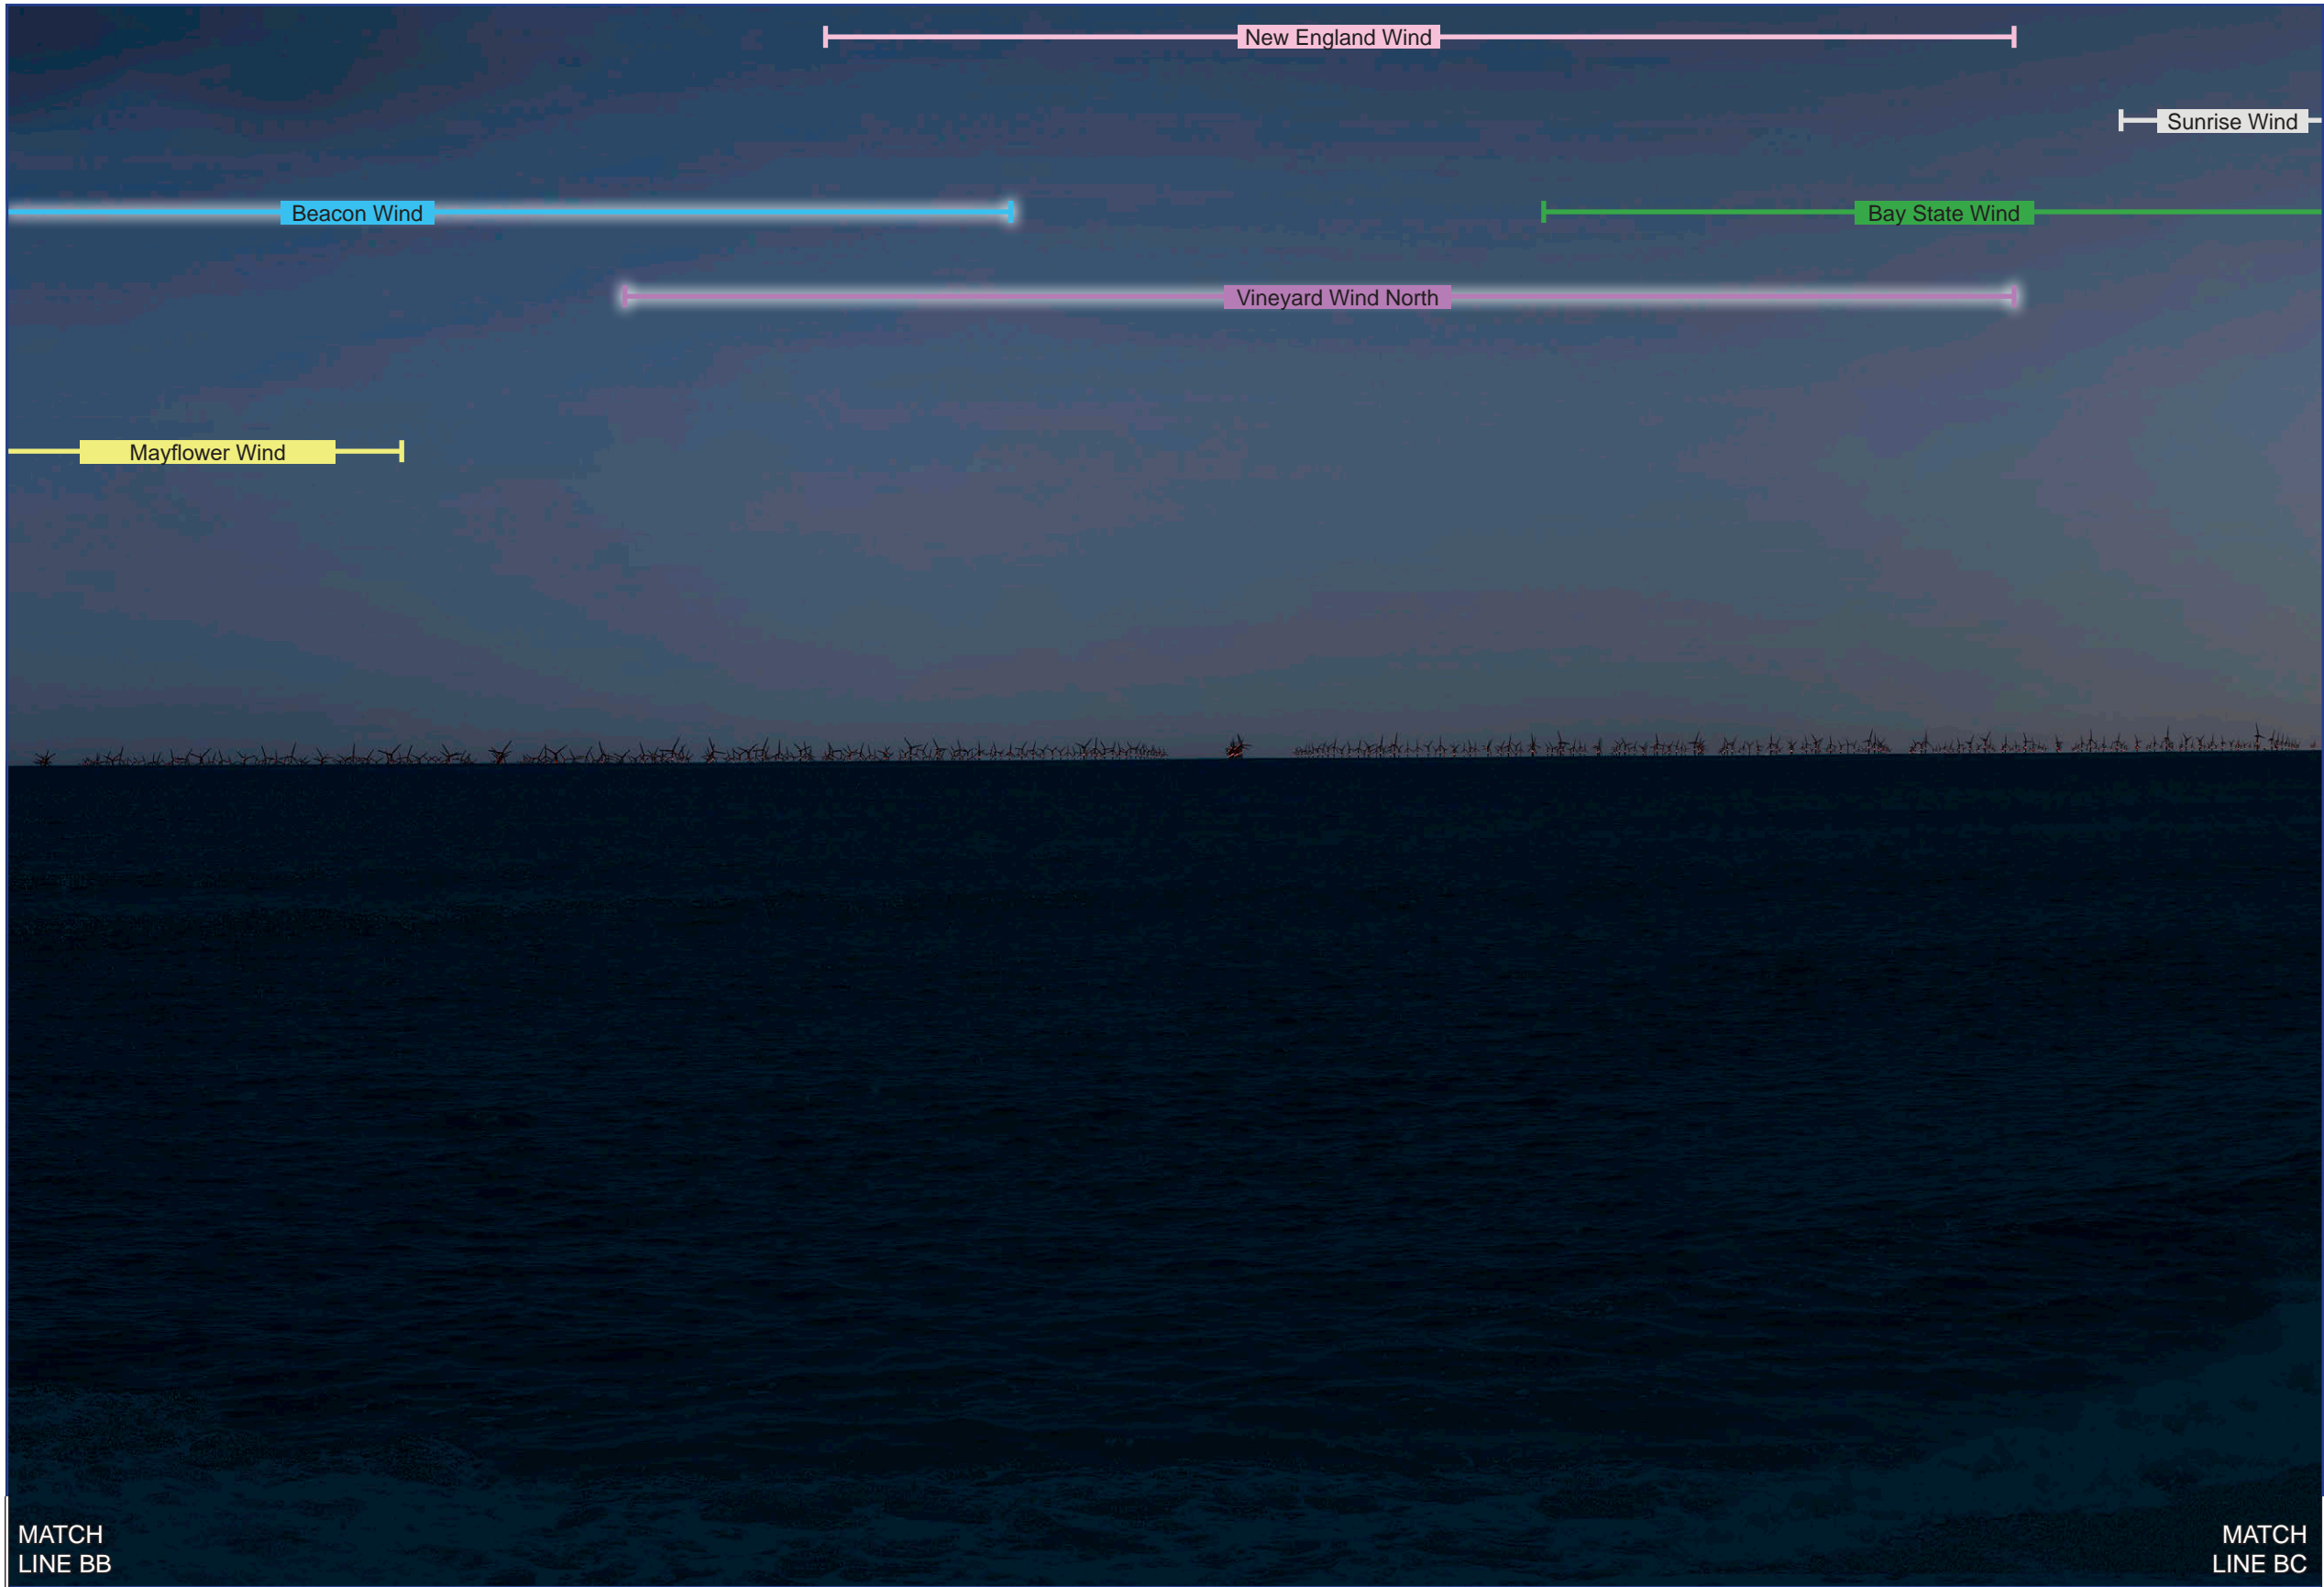 New England Wind
Sunrise Wind
Beacon Wind
Bay State Wind
Vineyard Wind North
Mayflower Wind
MATCH
LINE BB
MATCH
LINE BC